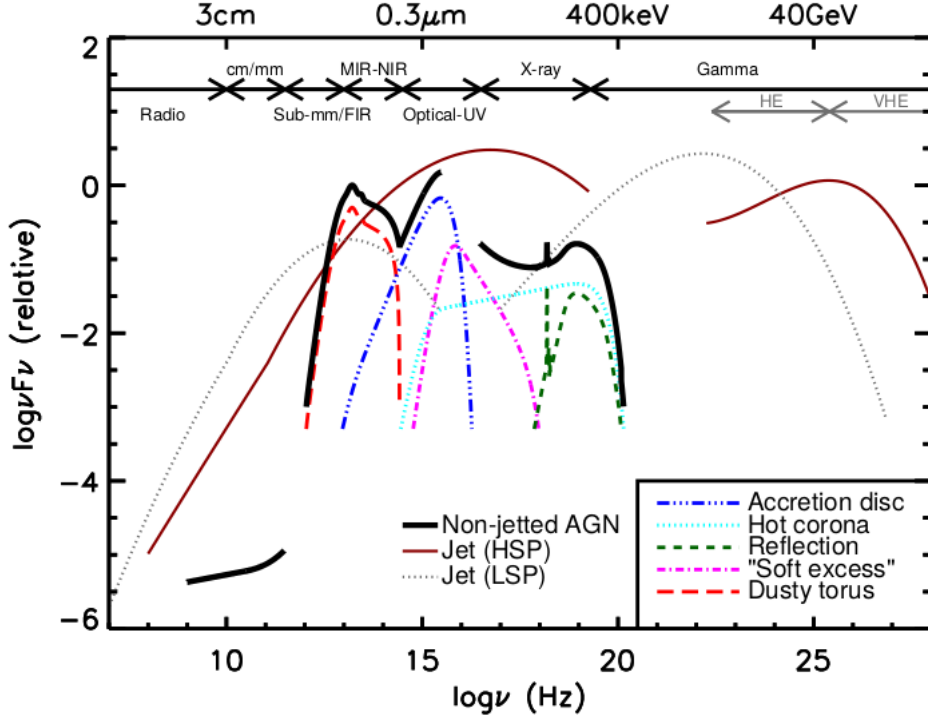 3cm 0.3μm 400keV 40GeV
2
cm/mm MIR-NIR X-ray Gamma
Radio Sub-mm/FIR Optical-UV HE VHE
0
−2
−4
−6
logνFν (relative)
Non-jetted AGN
Jet (HSP)
Jet (LSP)
Accretion disc
Hot corona
Reflection
"Soft excess"
Dusty torus
10 15 20 25
logν (Hz)